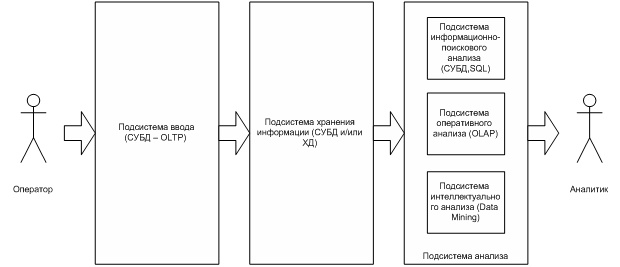 Оператор
Подсистема ввода
(СУБД – OLTP)
Подсистема хранения
информации (СУБД и/или
ХД)
Подсистема
информационно-
поискового
анализа
(СУБД,SQL)
Подсистема
оперативного
анализа (OLAP)
Подсистема
интеллектуально
го анализа (Data
Mining)
Подсистема анализа
Аналитик